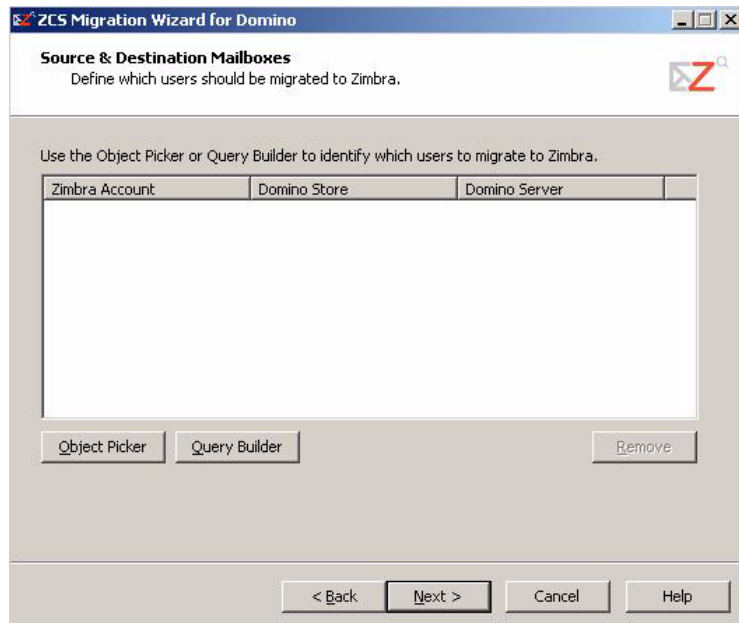 ZCS Migration Wizard for Domino
Source & Destination Mailboxes
Define which users should be migrated to Zimbra.
Use the Object Picker or Query Builder to identify which users to migrate to Zimbra.
Zimbra Account Domino Store Domino Server
Object Picker Query Builder Remove
< Back Next > Cancel Help